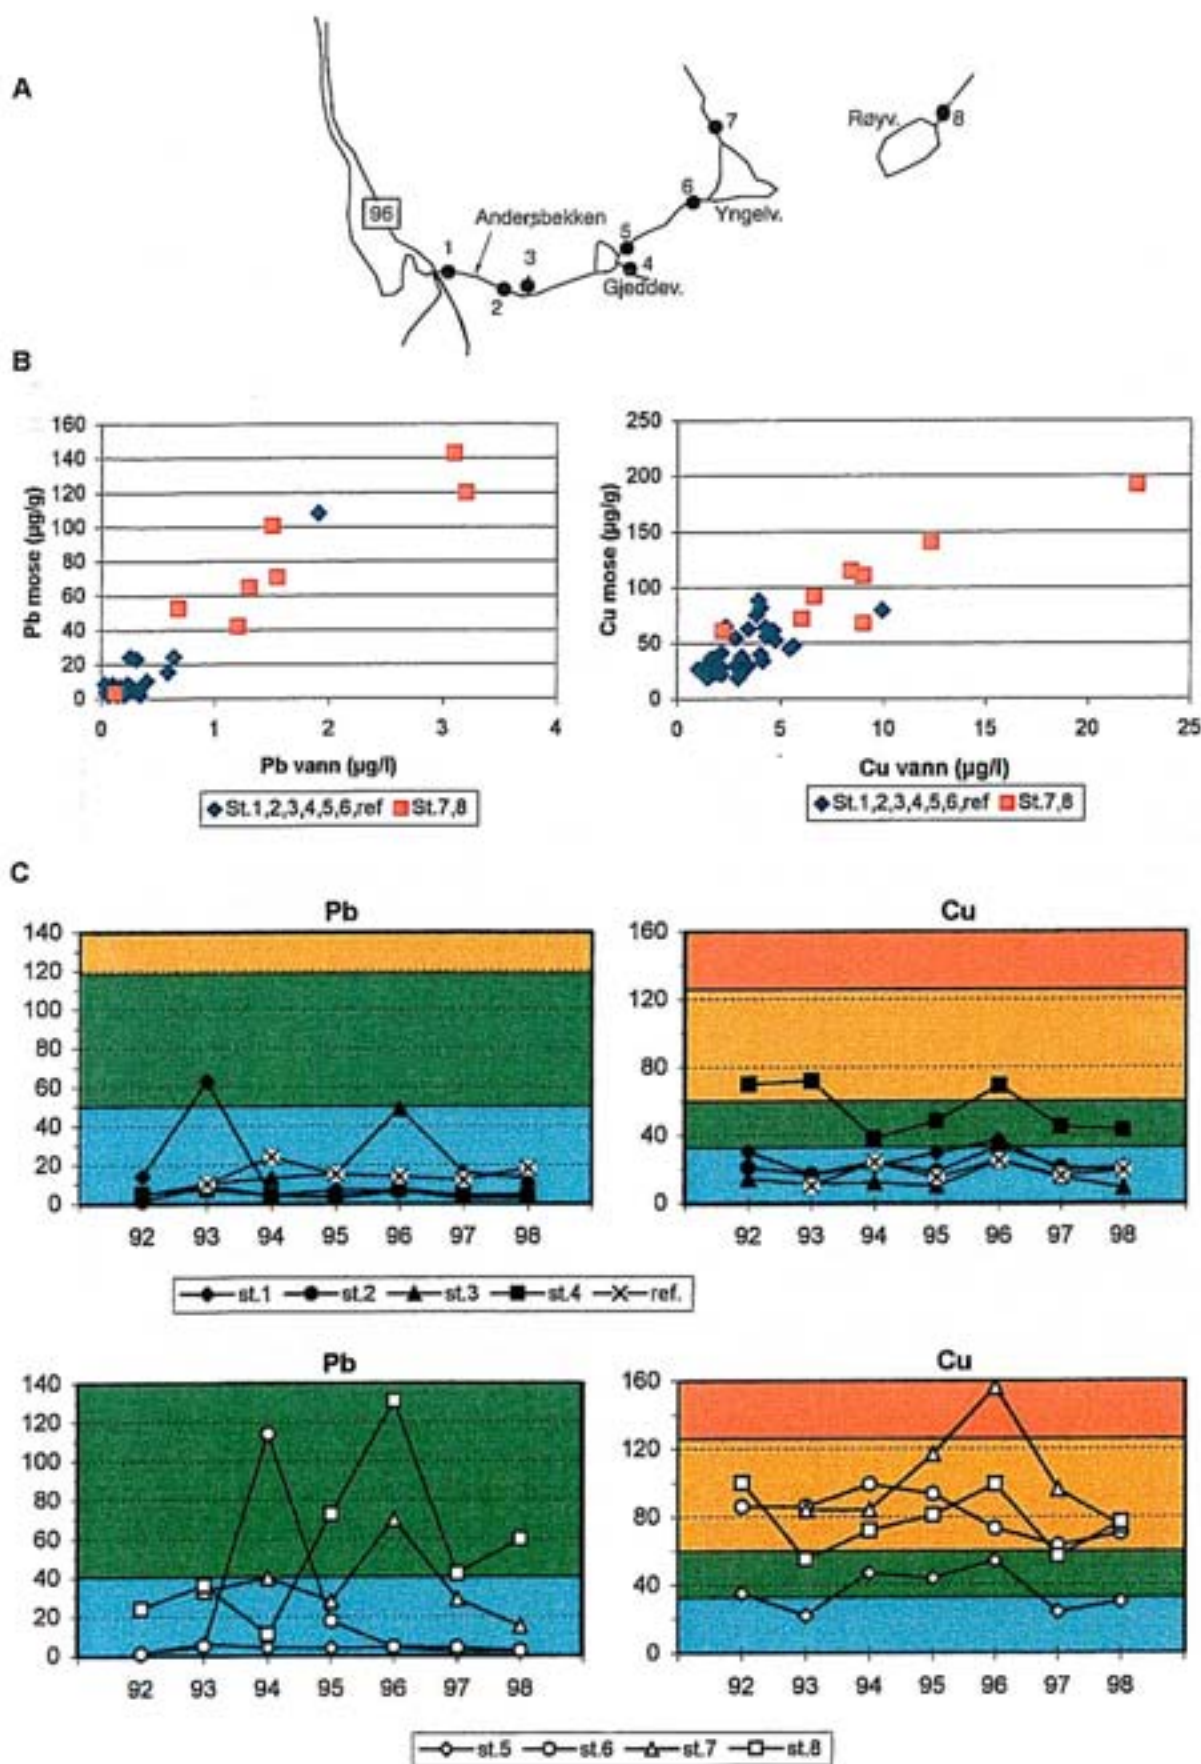 A
96
Andersbekken
1
2
3
4
5
6
7
8
Gjeddev.
Yngelv.
Røyv.
B
Pb mose (µg/g)
160
140
120
100
80
60
40
20
0
0 1 2 3 4
Pb vann (µg/l)
St.1,2,3,4,5,6,ref St.7,8
Cu mose (µg/g)
250
200
150
100
50
0
0 5 10 15 20 25
Cu vann (µg/l)
St.1,2,3,4,5,6,ref St.7,8
C
Pb
140
120
100
80
60
40
20
0
92 93 94 95 96 97 98
Cu
160
120
80
40
0
92 93 94 95 96 97 98
st.1 st.2 st.3 st.4 ref.
Pb
140
120
100
80
60
40
20
0
92 93 94 95 96 97 98
Cu
160
120
80
40
0
92 93 94 95 96 97 98
st.5 st.6 st.7 st.8